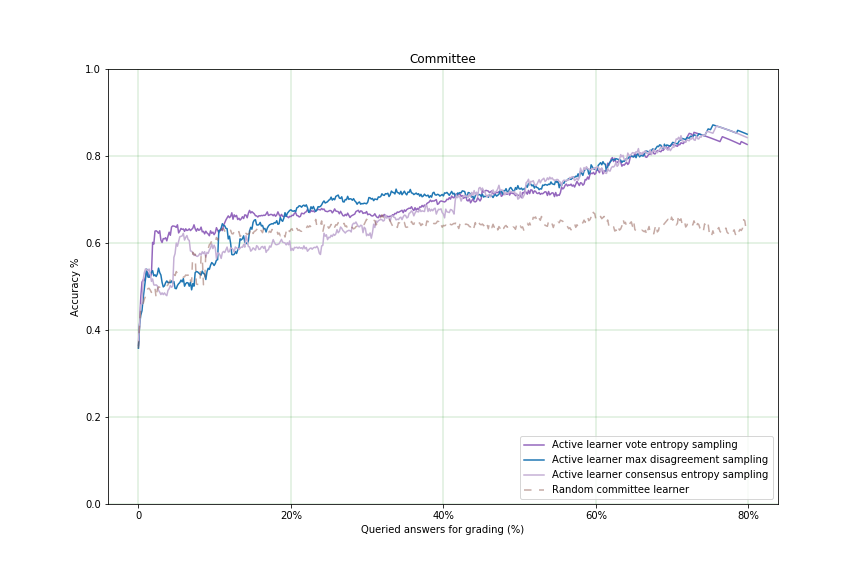 Committee
1.0
0.8
0.6
0.4
0.2
0.0
Accuracy %
0
20%
40%
60%
80%
Queried answers for grading (%)
Active learner vote entropy sampling
Active learner max disagreement sampling
Active learner consensus entropy sampling
Random committee learner